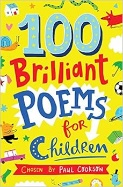 100
Brilliant
POEMS
for
Children
Chosen by Paul Cookson